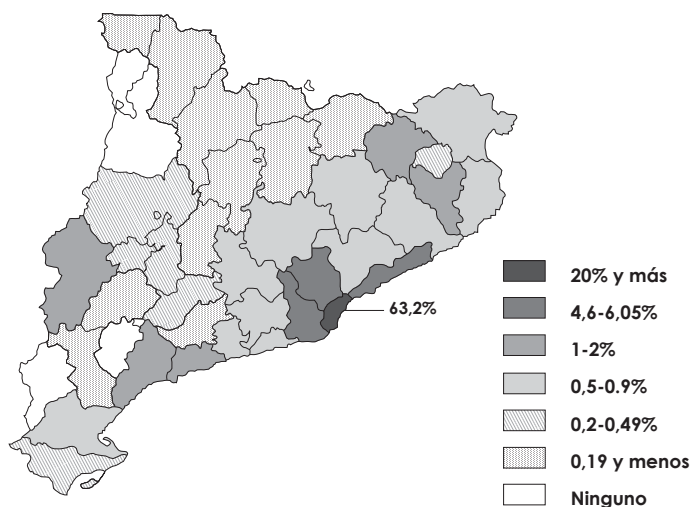 63,2%
20% y más
4,6-6,05%
1-2%
0,5-0.9%
0,2-0,49%
0,19 y menos
Ninguno